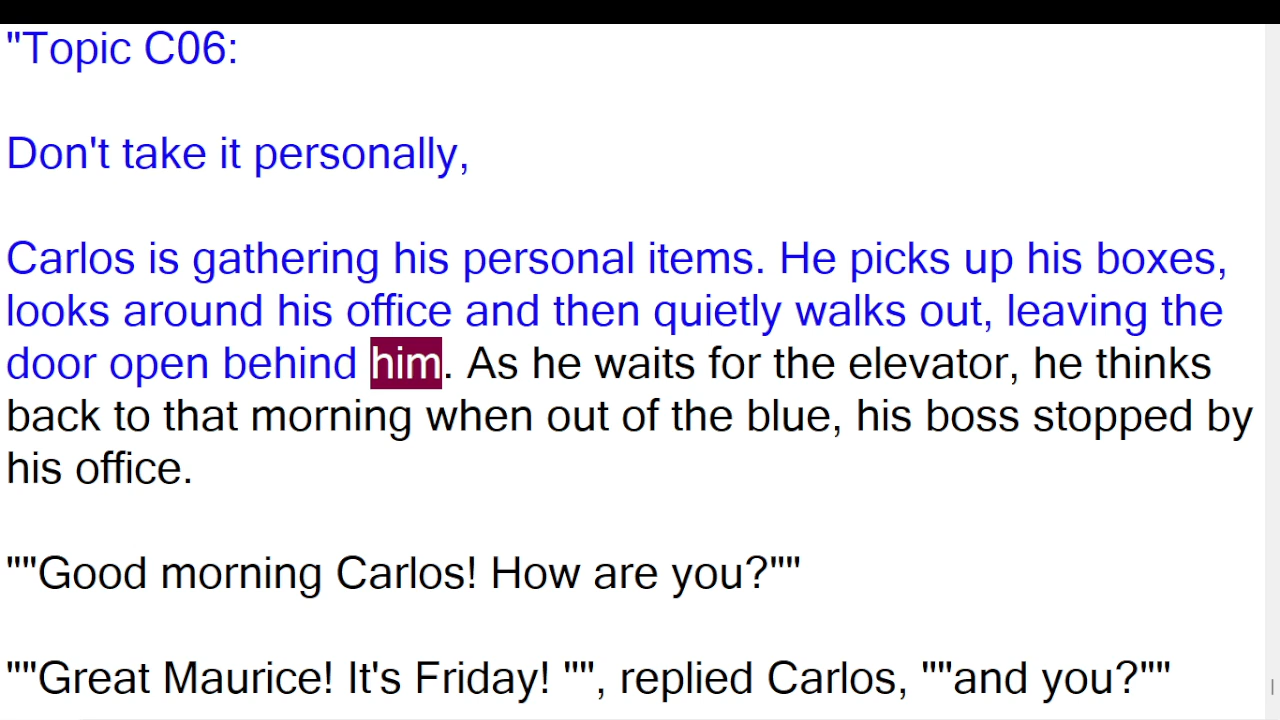 "Topic C06:
Don't take it personally,
Carlos is gathering his personal items. He picks up his boxes,
looks around his office and then quietly walks out, leaving the
door open behind him. As he waits for the elevator, he thinks
back to that morning when out of the blue, his boss stopped by
his office.
""Good morning Carlos! How are you?""
""Great Maurice! It's Friday! "", replied Carlos, ""and you?""